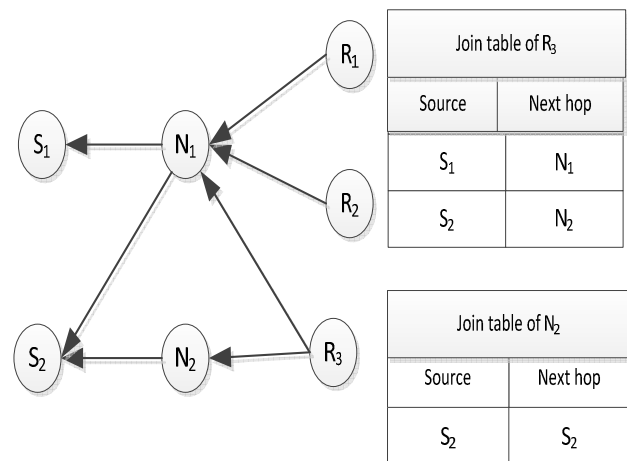 R1
S1
N1
R2
S2
N2
R3
Join table of R3
Source Next hop
S1 N1
S2 N2
Join table of N2
Source Next hop
S2 S2